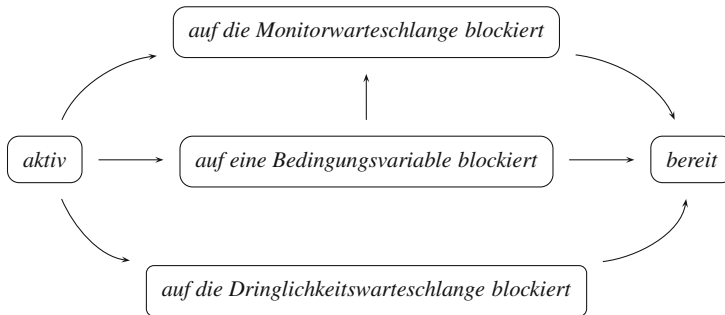 auf die Monitorwarteschlange blockiert
aktiv
auf eine Bedingungsvariable blockiert
bereit
auf die Dringlichkeitswarteschlange blockiert